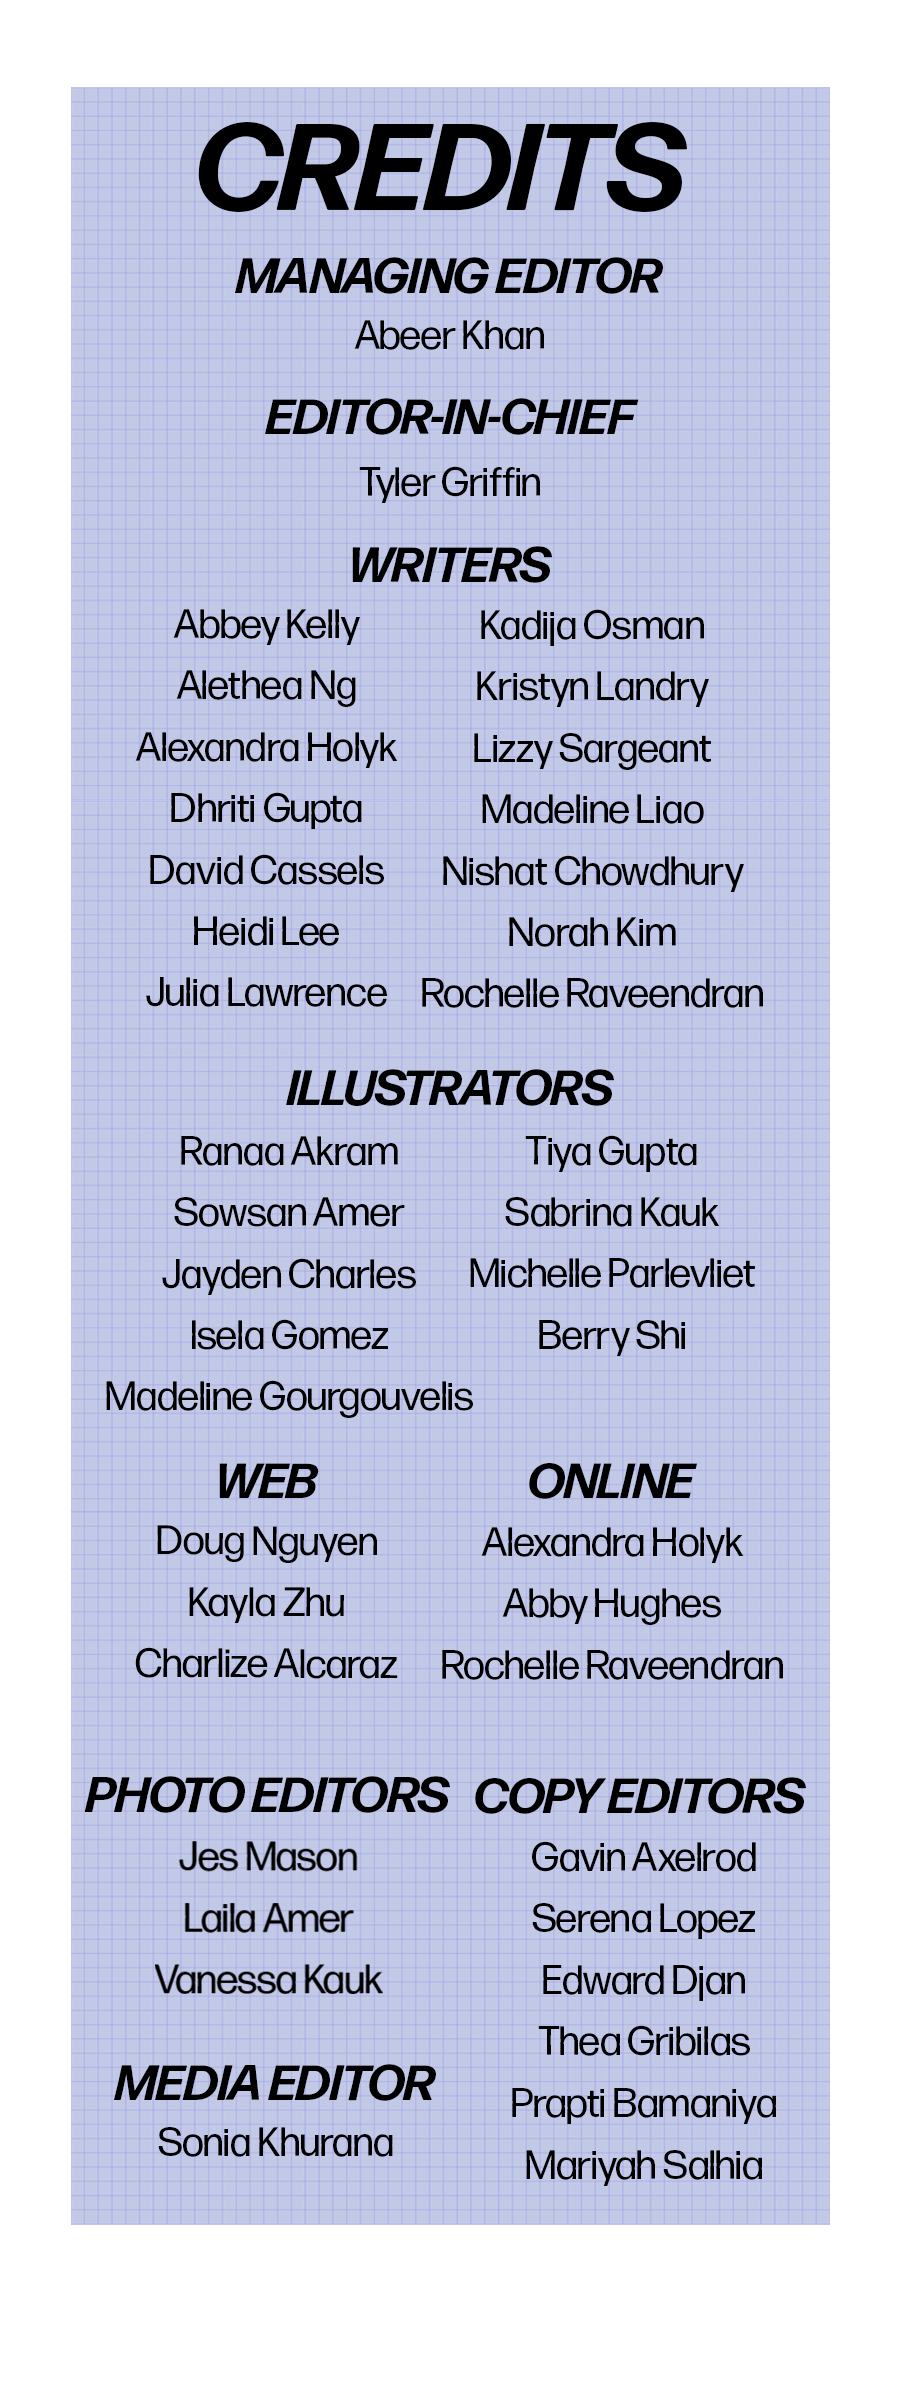 CREDITS
MANAGING EDITOR
Abeer Khan
EDITOR-IN-CHIEF
Tyler Griffin
WRITERS
Abbey Kelly
Alethea Ng
Alexandra Holyk
Dhriti Gupta
David Cassels
Heidi Lee
Julia Lawrence
Kadija Osman
Kristyn Landry
Lizzy Sargeant
Madeline Liao
Nishat Chowdhury
Norah Kim
Rochelle Raveendran
ILLUSTRATORS
Ranaa Akram
Sowsan Amer
Jayden Charles
Isela Gomez
Madeline Gourgouvelis
Tiya Gupta
Sabrina Kauk
Michelle Parlevliet
Berry Shi
WEB
Doug Nguyen
Kayla Zhu
Charlize Alcaraz
ONLINE
Alexandra Holyk
Abby Hughes
Rochelle Raveendran
PHOTO EDITORS
Jes Mason
Laila Amer
Vanessa Kauk
MEDIA EDITOR
Sonia Khurana
COPY EDITORS
Gavin Axelrod
Serena Lopez
Edward Djan
Thea Gribilas
Prapti Bamaniya
Mariyah Salhia